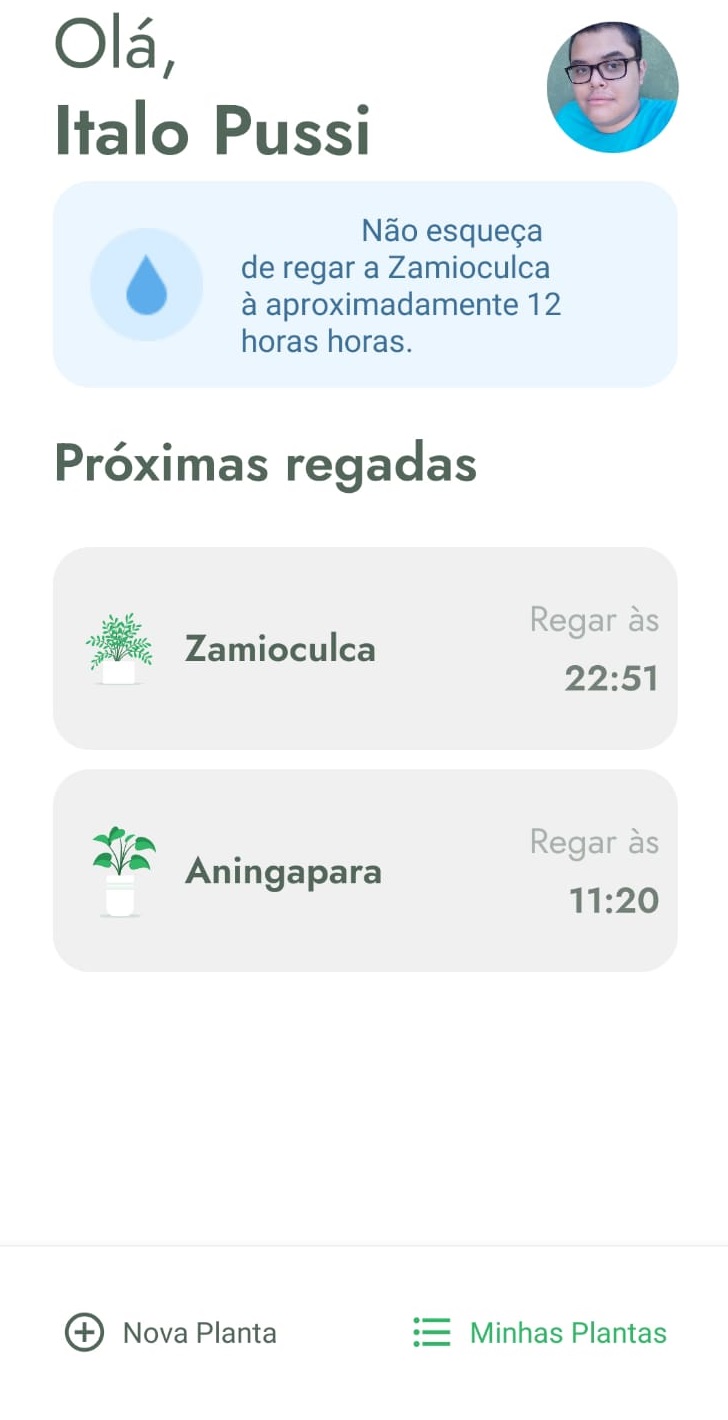 Olá,
Italo Pussi
Não esqueça
de regar a Zamioculca
à aproximadamente 12
horas horas.
Próximas regadas
Zamioculca
Regar às
22:51
Aningapara
Regar às
11:20
Nova Planta
Minhas Plantas